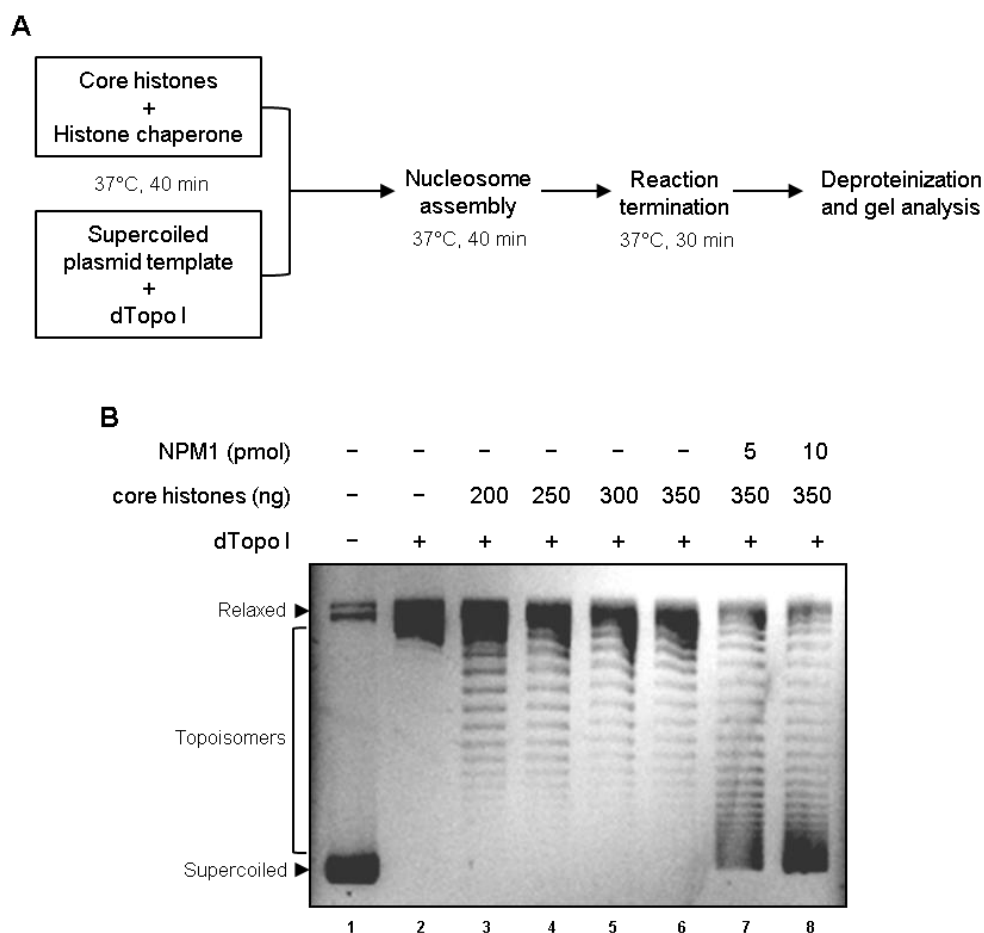 A
Core histones
+
Histone chaperone
37°C, 40 min
Supercoiled
plasmid template
+
dTopo I
Nucleosome
assembly
37°C, 40 min
Reaction
termination
37°C, 30 min
Deproteinization
and gel analysis
B
NPM1 (pmol) – – – – – – 5 10
core histones (ng) – – 200 250 300 350 350 350
dTopo I – + + + + + + +
Relaxed
Topoisomers
Supercoiled
1 2 3 4 5 6 7 8